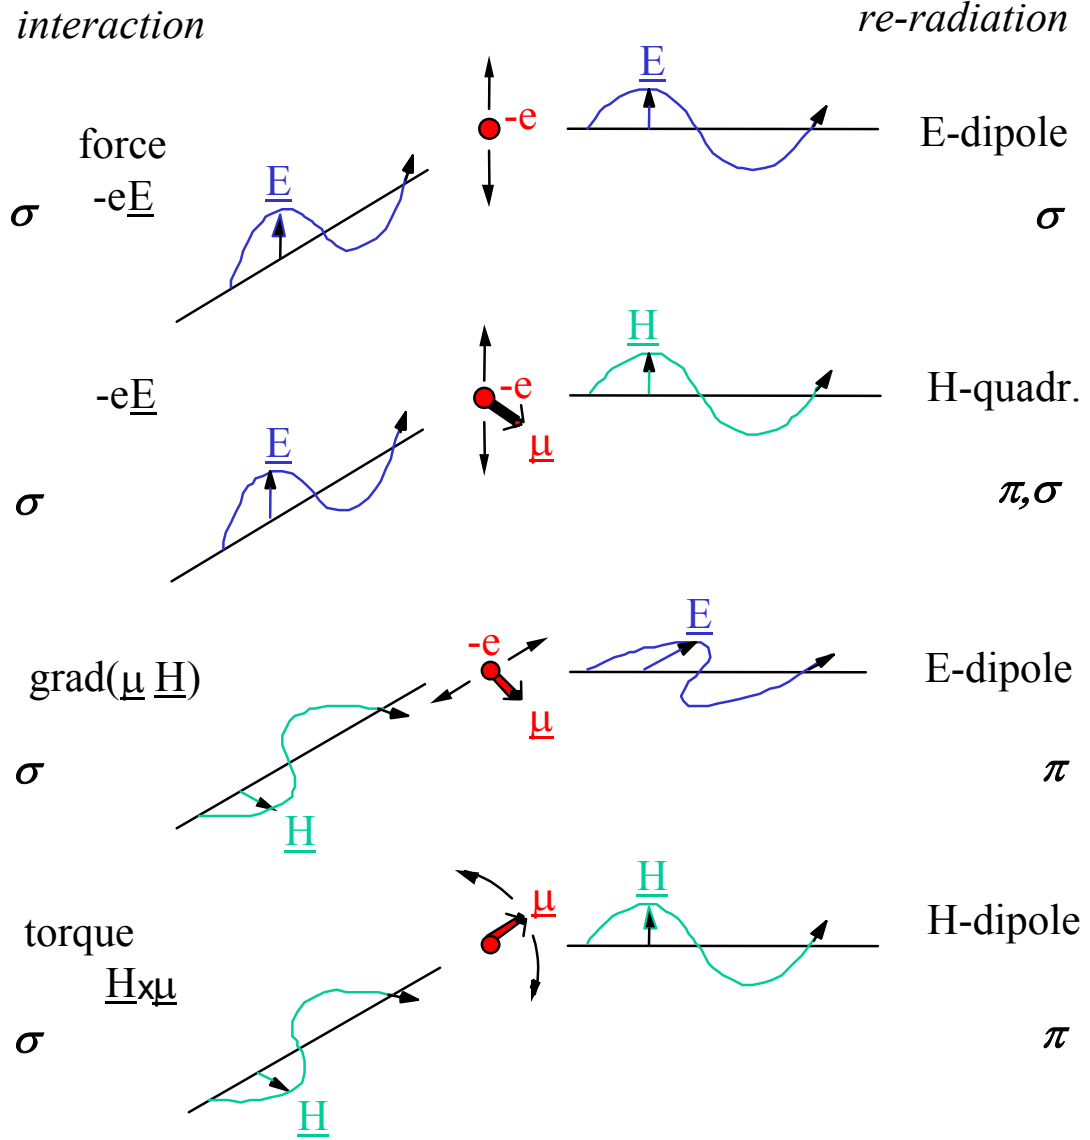 interaction
re-radiation
E
-e
force
-eE
E
E-dipole
σ
σ
H
-eE
-e
H-quadr.
E
μ
σ
π,σ
E
-e
grad(μ H)
E-dipole
μ
σ
π
H
H
μ
torque
H-dipole
Hxμ
σ
π
H